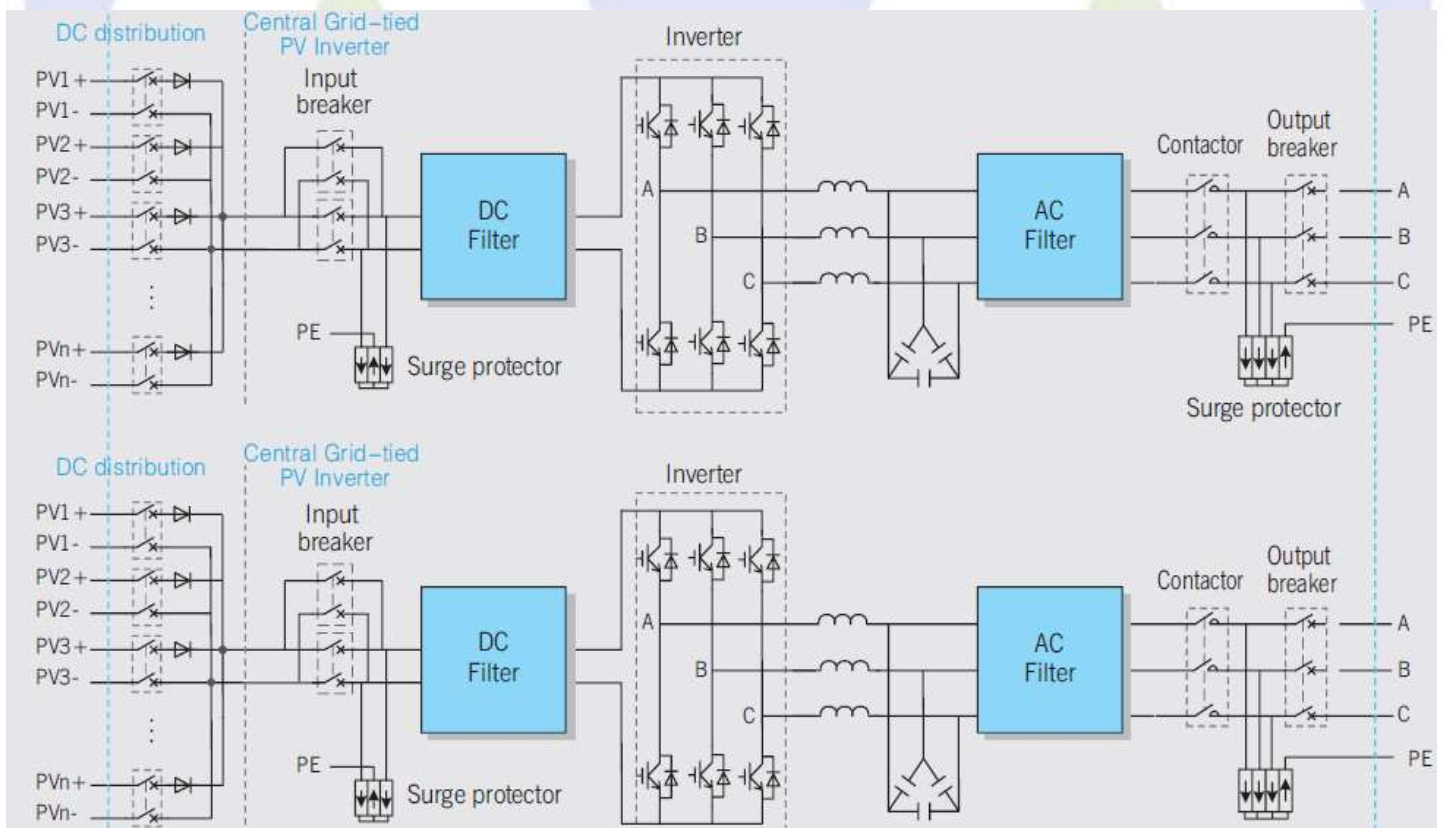 DC distribution
Central Grid–tied
PV Inverter
Inverter
Input
breaker
PV1 +
PV1 -
PV2 +
PV2-
PV3 +
PV3-
PVn+
PVn-
PE
Surge protector
DC
Filter
A
B
C
AC
Filter
Contactor
Output
breaker
A
B
C
PE
Surge protector
DC distribution
Central Grid–tied
PV Inverter
Inverter
Input
breaker
PV1 +
PV1 -
PV2 +
PV2-
PV3 +
PV3-
PVn+
PVn-
PE
Surge protector
DC
Filter
A
B
C
AC
Filter
Contactor
Output
breaker
A
B
C
PE